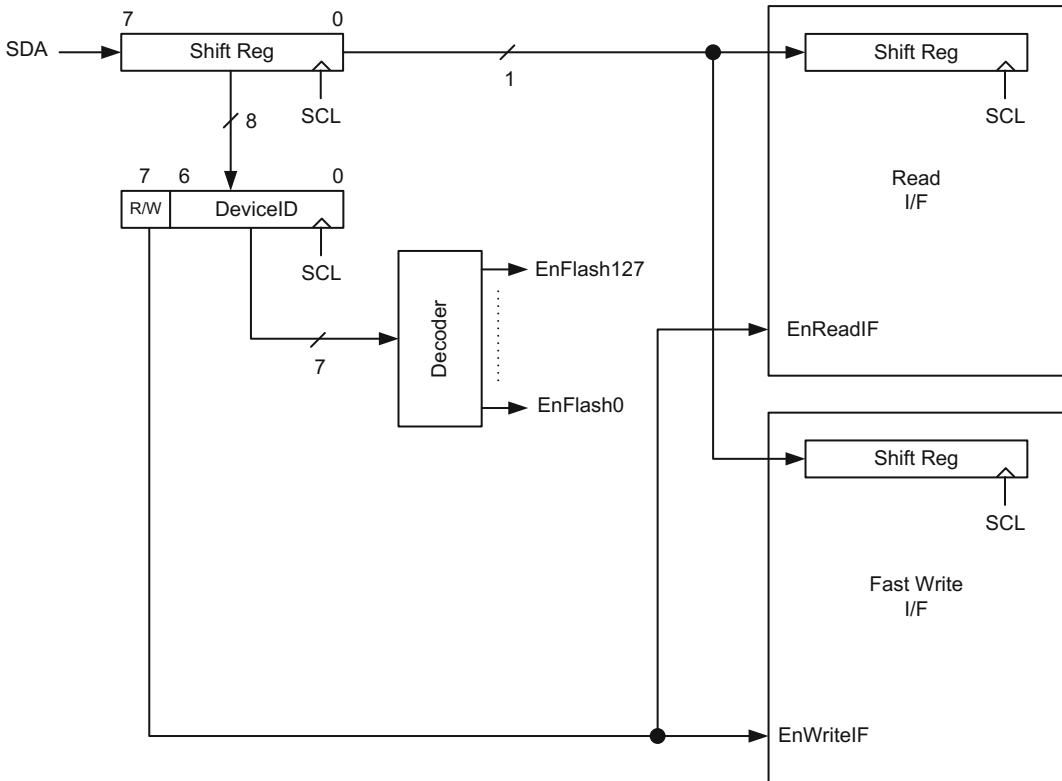 7 0
SDA
Shift Reg
1
Shift Reg
SCL
SCL
8
7 6 0
R/W
DeviceID
SCL
Read
I/F
Decoder
EnFlash127
7
EnFlash0
EnReadIF
Shift Reg
SCL
Fast Write
I/F
EnWriteIF